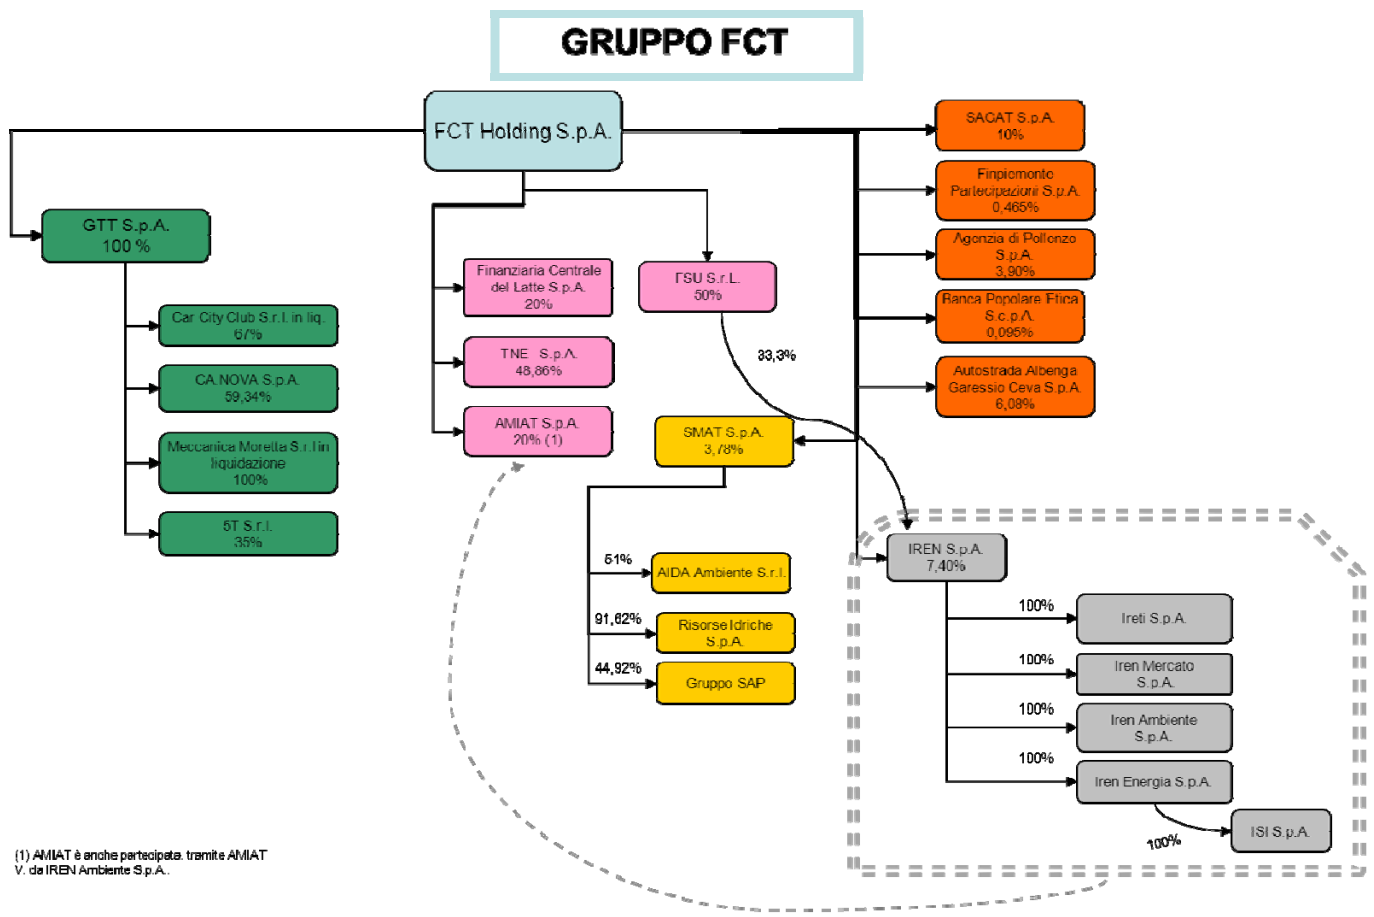 GRUPPO FCT
FCT Holding S.p.A.
SACAT S.p.A.
10%
Finpiemonte
Partecipazioni S.p.A.
0,465%
Agenzia di Pollenzo
S.p.A.
3,90%
Banca Popolare Etica
S.c.p.A.
0,095%
Autostrada Albenga
Garessio Ceva S.p.A.
6,08%
GTT S.p.A.
100 %
Car City Club S.r.l. in liq.
67%
CA.NOVA S.p.A.
59,34%
Meccanica Moretta S.r.l in
liquidazione
100%
5T S.r.l.
35%
Finanziaria Centrale
del Latte S.p.A.
20%
TNE S.p.A.
48,86%
AMIAT S.p.A.
20% (1)
FSU S.r.L.
50%
33,3%
SMAT S.p.A.
3,78%
51%
AIDA Ambiente S.r.l.
91,62%
Risorse Idriche
S.p.A.
44,92%
Gruppo SAP
IREN S.p.A.
7,40%
100%
Ireti S.p.A.
100%
Iren Mercato
S.p.A.
100%
Iren Ambiente
S.p.A.
100%
Iren Energia S.p.A.
100%
ISI S.p.A.
(1) AMIAT è anche partecipata. tramite AMIAT
V. da IREN Ambiente S.p.A..